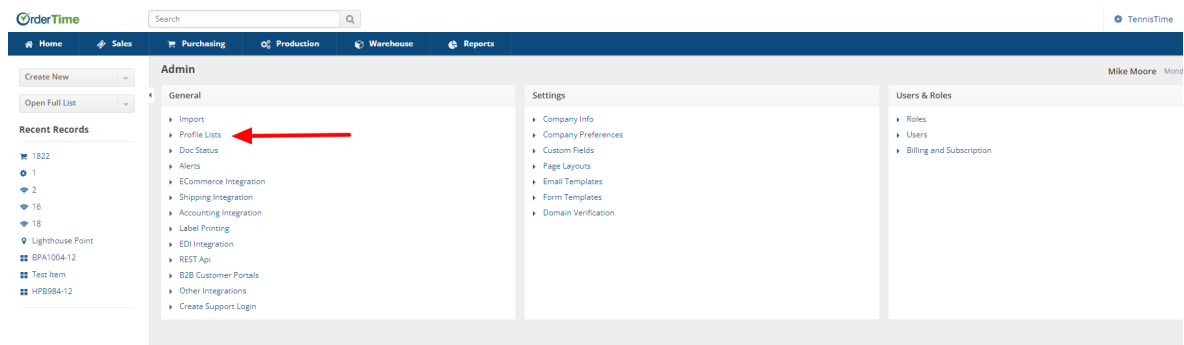 OrderTime
Search
TennisTime
Home Sales Purchasing Production Warehouse Reports
Create New
Open Full List
Recent Records
1822
1
2
16
18
Lighthouse Point
BPA1004-12
Test Item
HPB984-12
Admin
Mike Moore Mond
General
Import
Profile Lists
Doc Status
Alerts
ECommerce Integration
Shipping Integration
Accounting Integration
Label Printing
EDI Integration
REST Api
B2B Customer Portals
Other Integrations
Create Support Login
Settings
Company Info
Company Preferences
Custom Fields
Page Layouts
Email Templates
Form Templates
Domain Verification
Users & Roles
Roles
Users
Billing and Subscription